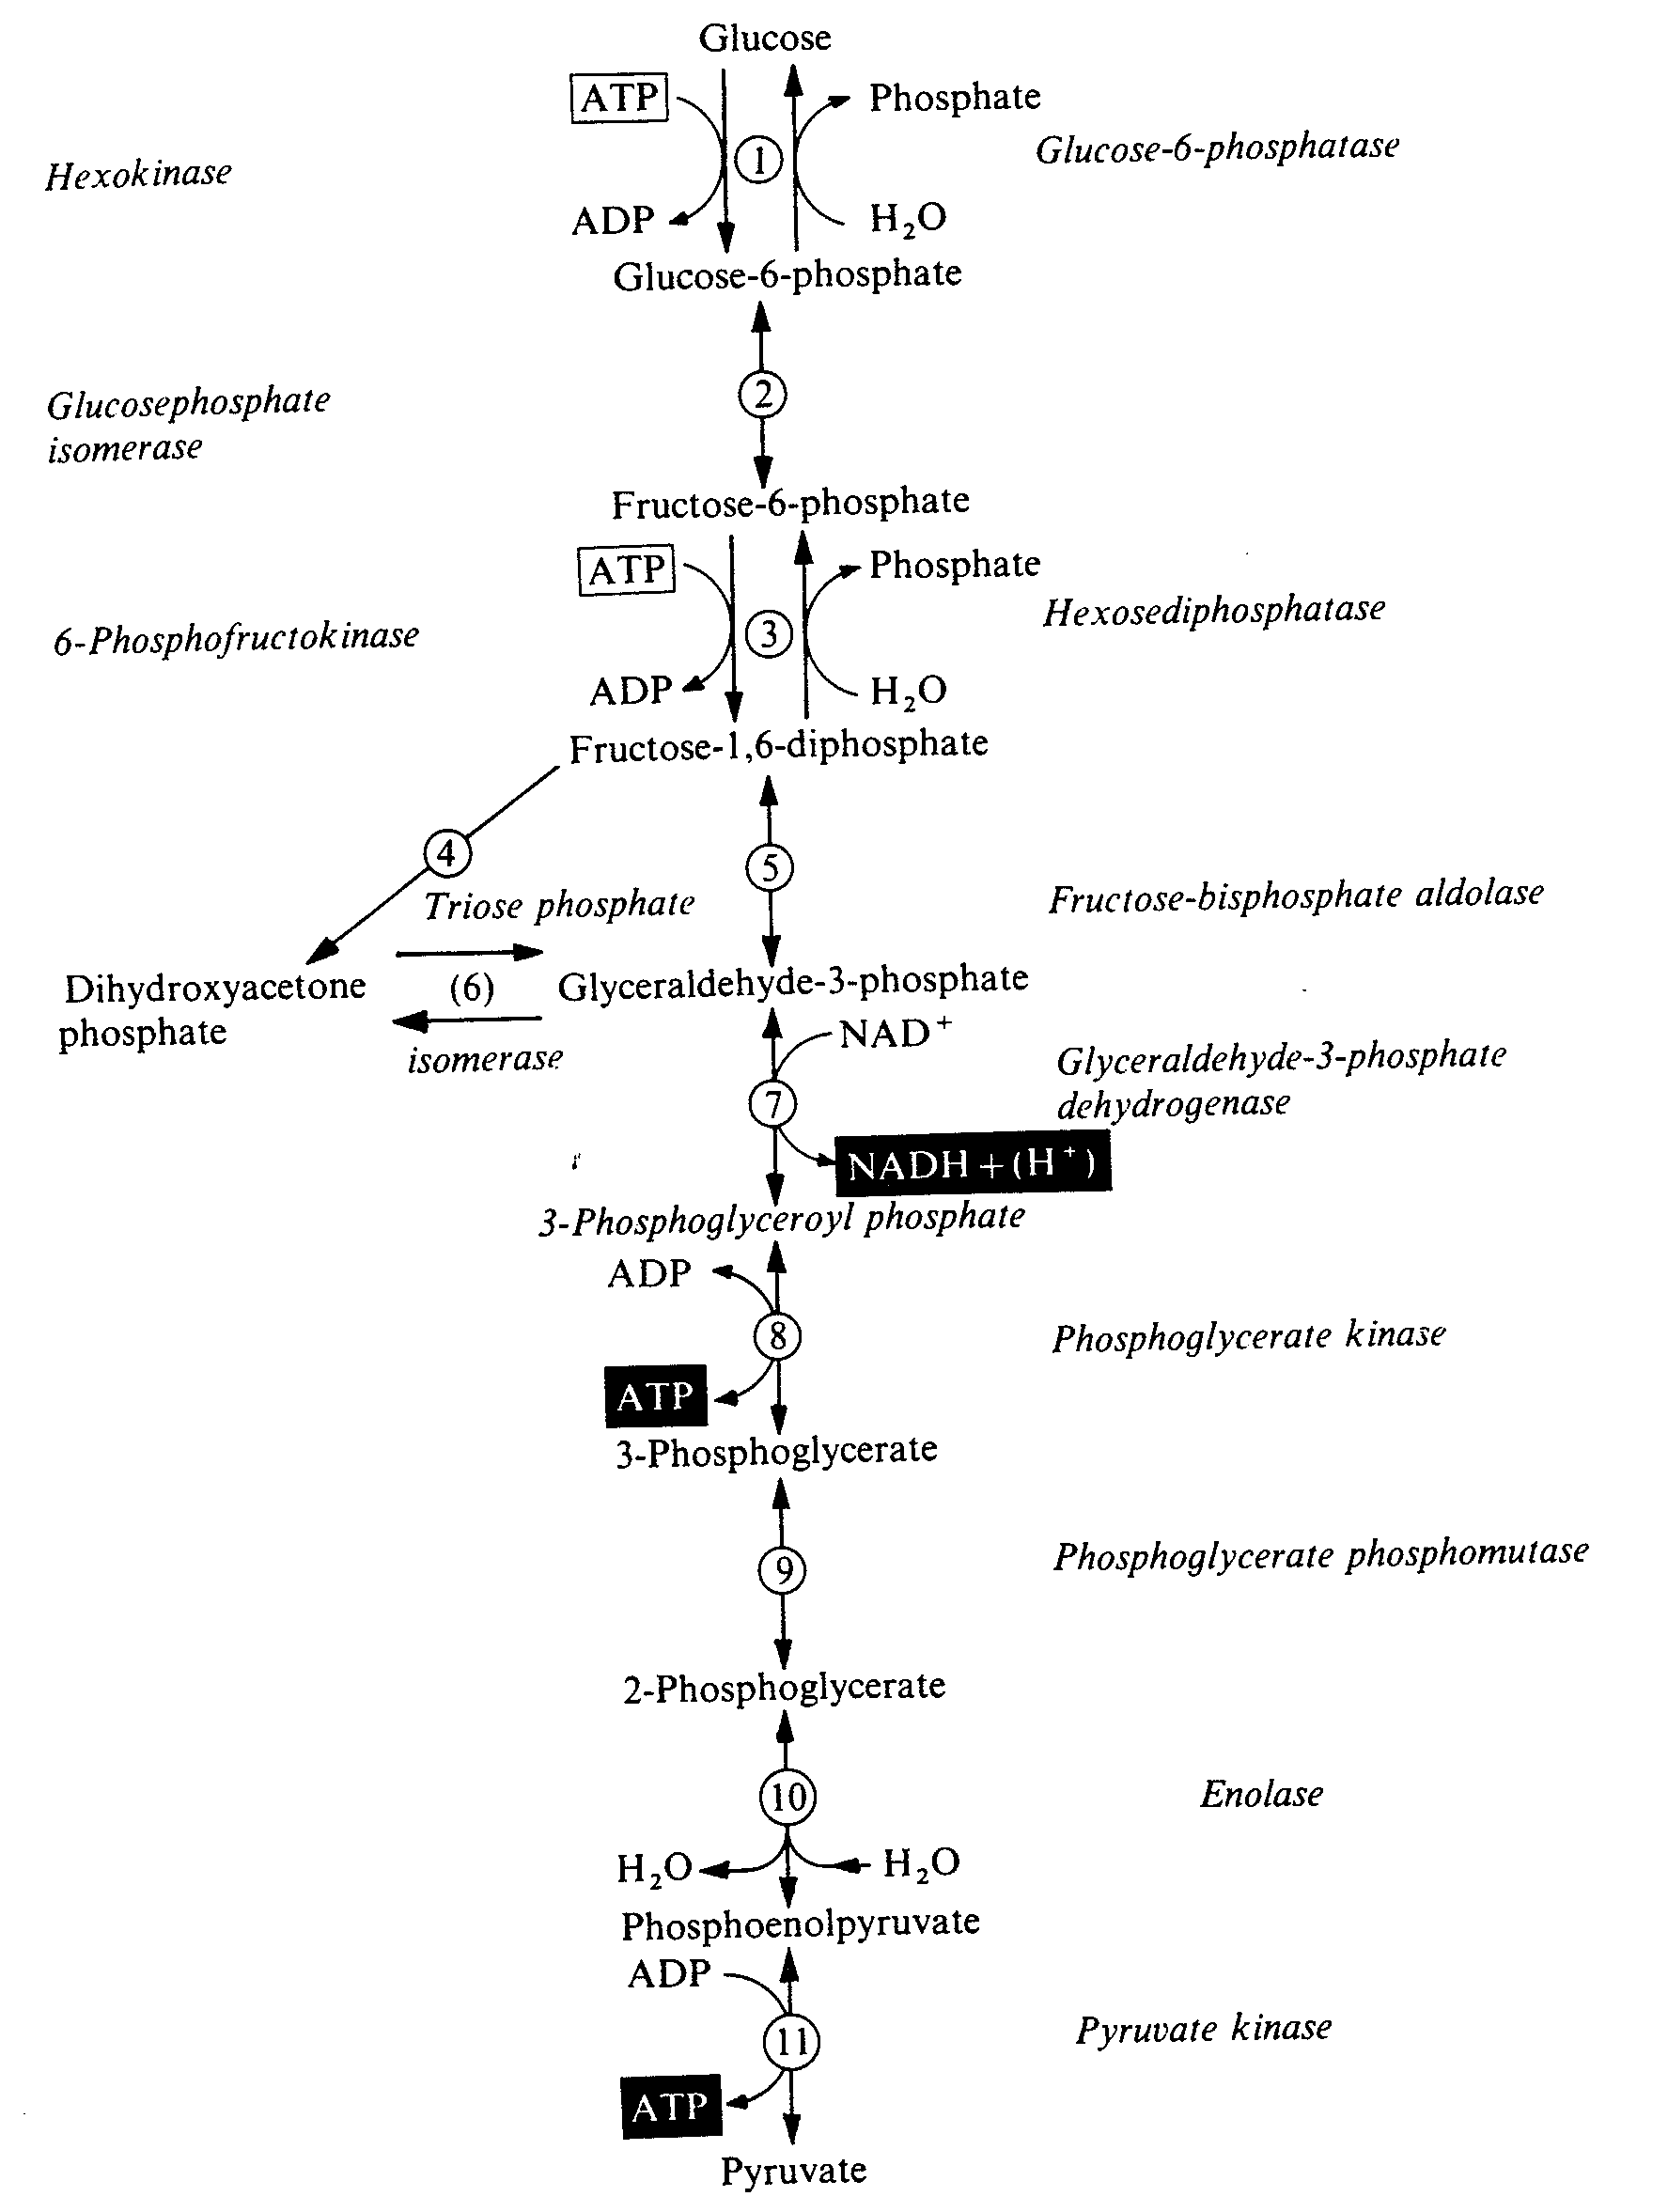 Glucose
ATP
Phosphate
Hexokinase
1
Glucose-6-phosphatase
ADP
H₂O
Glucose-6-phosphate
Glucosephosphate
isomerase
2
Fructose-6-phosphate
ATP
Phosphate
6-Phosphofructokinase
3
Hexosediphosphatase
ADP
H₂O
Fructose-1,6-diphosphate
4
5
Triose phosphate
Fructose-bisphosphate aldolase
Dihydroxyacetone
phosphate
(6)
isomerase
Glyceraldehyde-3-phosphate
NAD⁺
7
Glyceraldehyde-3-phosphate
dehydrogenase
NADH + (H⁺)
3-Phosphoglyceroyl phosphate
ADP
8
Phosphoglycerate kinase
ATP
3-Phosphoglycerate
9
Phosphoglycerate phosphomutase
2-Phosphoglycerate
10
Enolase
H₂O
H₂O
Phosphoenolpyruvate
ADP
11
Pyruvate kinase
ATP
Pyruvate